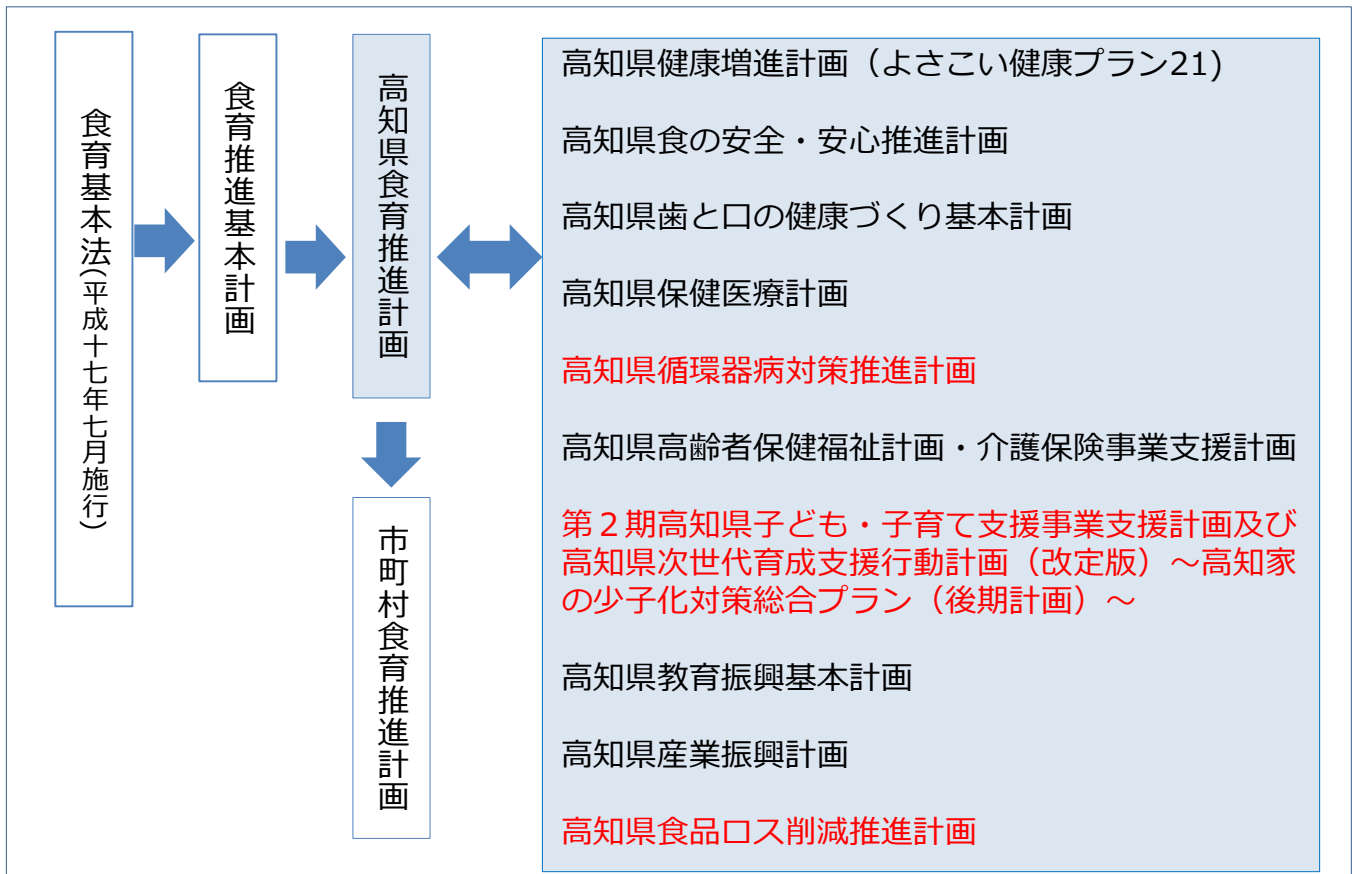 食育基本法(平成十七年七月施行)
食育推進基本計画
高知県食育推進計画
市町村食育推進計画
高知県健康増進計画（よさこい健康プラン21)
高知県食の安全・安心推進計画
高知県歯と口の健康づくり基本計画
高知県保健医療計画
高知県循環器病対策推進計画
高知県高齢者保健福祉計画・介護保険事業支援計画
第２期高知県子ども・子育て支援事業支援計画及び
高知県次世代育成支援行動計画（改定版）～高知家
の少子化対策総合プラン（後期計画）～
高知県教育振興基本計画
高知県産業振興計画
高知県食品ロス削減推進計画